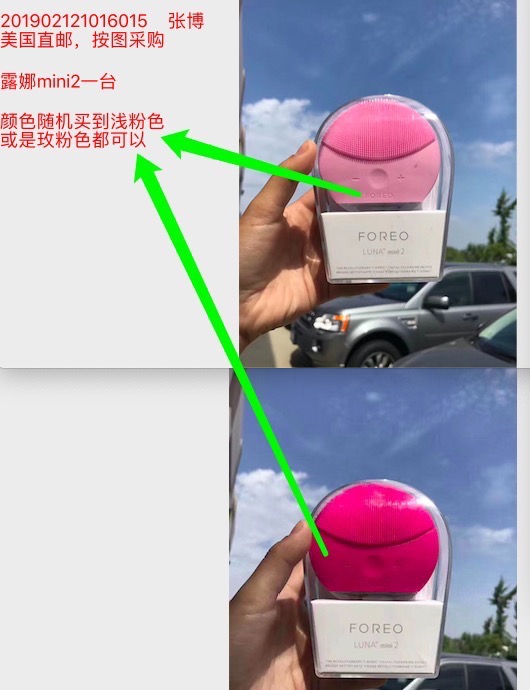 201902121016015 张博
美国直邮，按图采购
露娜mini2一台
颜色随机买到浅粉色
或是玫粉色都可以
FOREO
FOREO
LUNA™ mini 2
FOREO
LUNA™ mini 2